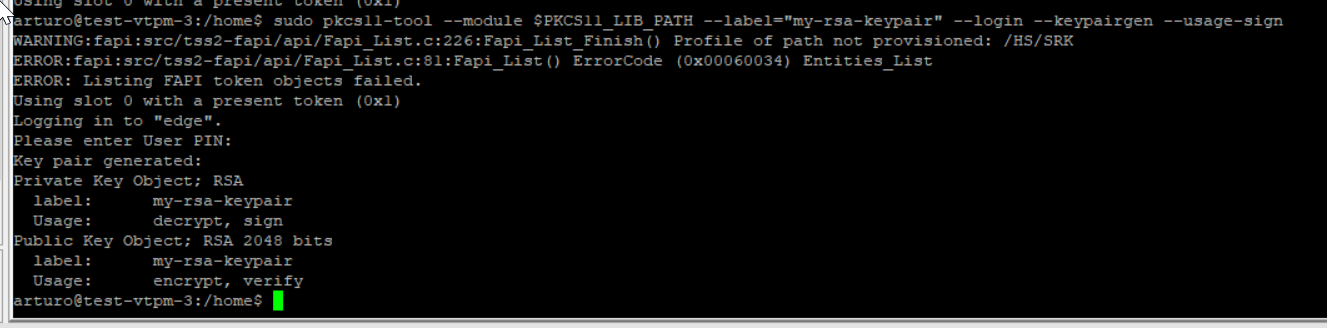 Using slot 0 with a present token (0x1)
arturo@test-vtpm-3:/home$ sudo pkcs11-tool --module $PKCS11_LIB_PATH --label="my-rsa-keypair" --login --keypairgen --usage-sign
WARNING:fapi:src/tss2-fapi/api/Fapi_List.c:226:Fapi_List_Finish() Profile of path not provisioned: /HS/SRK
ERROR:fapi:src/tss2-fapi/api/Fapi_List.c:81:Fapi_List() ErrorCode (0x00060034) Entities_List
ERROR: Listing FAPI token objects failed.
Using slot 0 with a present token (0x1)
Logging in to "edge".
Please enter User PIN:
Key pair generated:
Private Key Object; RSA
  label:      my-rsa-keypair
  Usage:      decrypt, sign
Public Key Object; RSA 2048 bits
  label:      my-rsa-keypair
  Usage:      encrypt, verify
arturo@test-vtpm-3:/home$